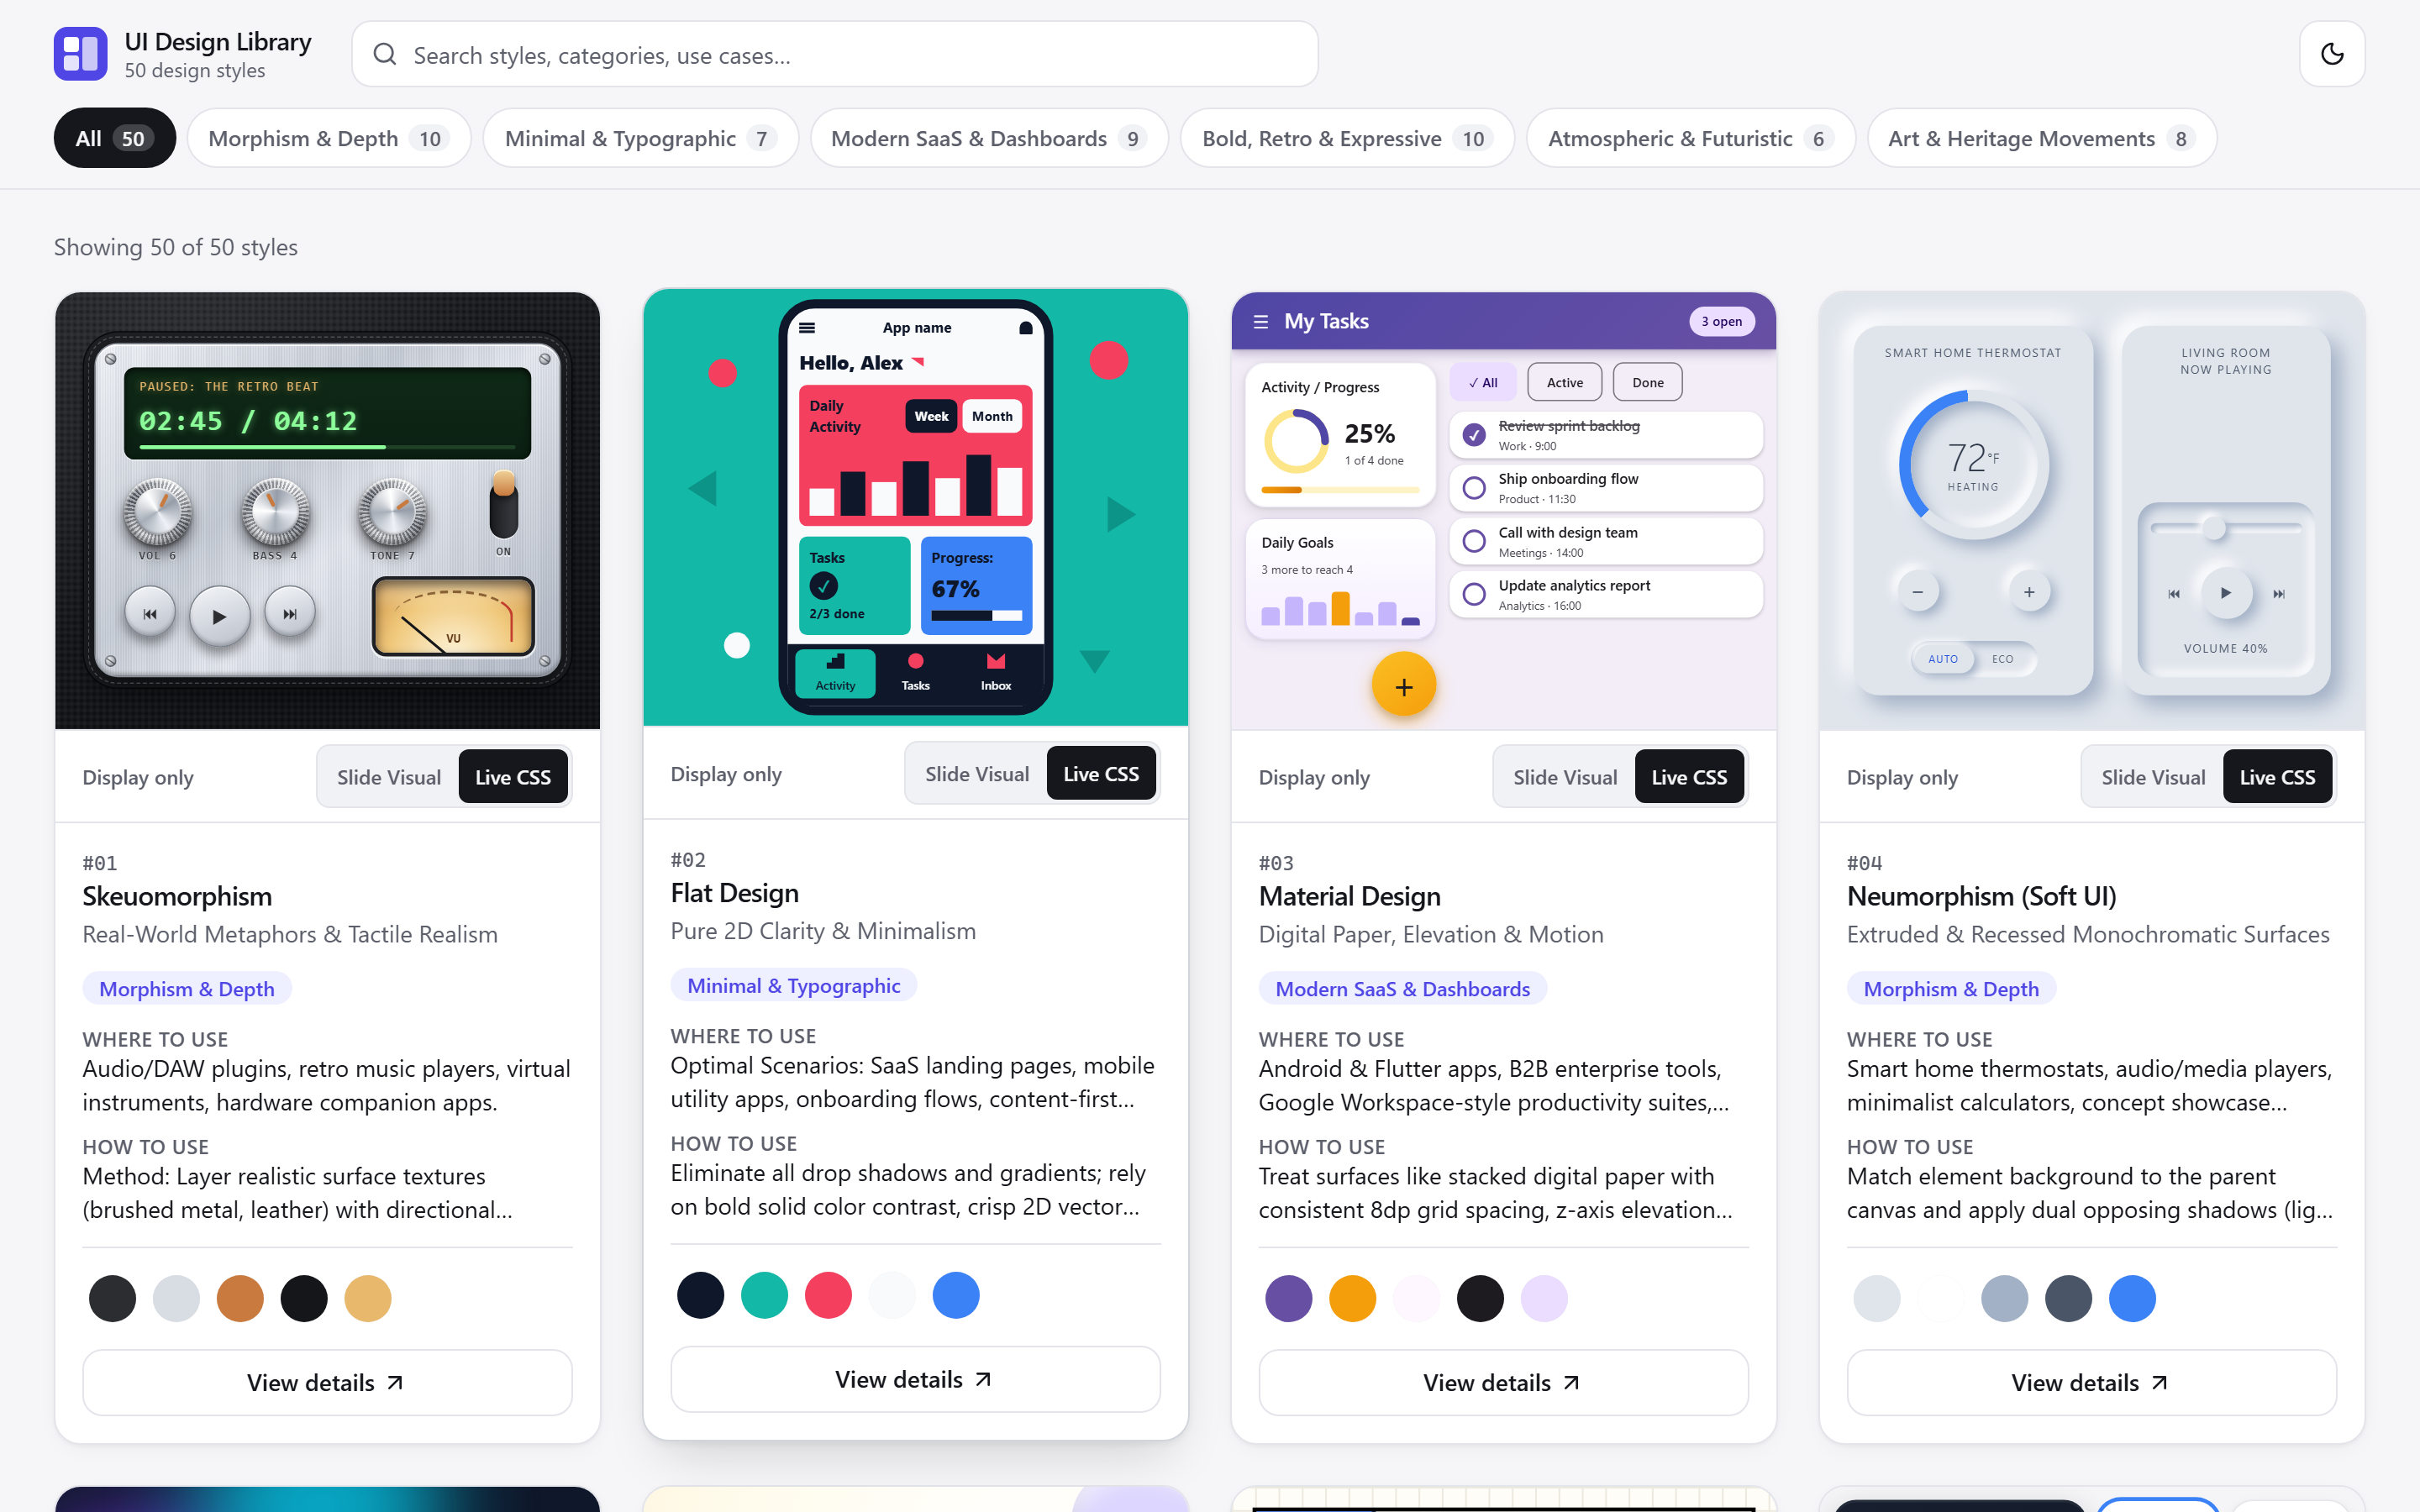 UI Design Library
50 design styles
Search styles, categories, use cases...
All 50
Morphism & Depth 10
Minimal & Typographic 7
Modern SaaS & Dashboards 9
Bold, Retro & Expressive 10
Atmospheric & Futuristic 6
Art & Heritage Movements 8
Showing 50 of 50 styles
PAUSED: THE RETRO BEAT
02:45 / 04:12
VOL 6
BASS 4
TONE 7
ON
VU
Display only
Slide Visual
Live CSS
#01
Skeuomorphism
Real-World Metaphors & Tactile Realism
Morphism & Depth
WHERE TO USE
Audio/DAW plugins, retro music players, virtual
instruments, hardware companion apps.
HOW TO USE
Method: Layer realistic surface textures
(brushed metal, leather) with directional...
View details
App name
Hello, Alex
Daily
Activity
Week
Month
Tasks
2/3 done
Progress:
67%
Activity
Tasks
Inbox
Display only
Slide Visual
Live CSS
#02
Flat Design
Pure 2D Clarity & Minimalism
Minimal & Typographic
WHERE TO USE
Optimal Scenarios: SaaS landing pages, mobile
utility apps, onboarding flows, content-first...
HOW TO USE
Eliminate all drop shadows and gradients; rely
on bold solid color contrast, crisp 2D vector...
View details
My Tasks
3 open
Activity / Progress
25%
1 of 4 done
Daily Goals
3 more to reach 4
✓ All
Active
Done
Review sprint backlog
Work · 9:00
Ship onboarding flow
Product · 11:30
Call with design team
Meetings · 14:00
Update analytics report
Analytics · 16:00
+
Display only
Slide Visual
Live CSS
#03
Material Design
Digital Paper, Elevation & Motion
Modern SaaS & Dashboards
WHERE TO USE
Android & Flutter apps, B2B enterprise tools,
Google Workspace-style productivity suites,...
HOW TO USE
Treat surfaces like stacked digital paper with
consistent 8dp grid spacing, z-axis elevation...
View details
SMART HOME THERMOSTAT
72°F
HEATING
− +
AUTO
ECO
LIVING ROOM
NOW PLAYING
VOLUME 40%
Display only
Slide Visual
Live CSS
#04
Neumorphism (Soft UI)
Extruded & Recessed Monochromatic Surfaces
Morphism & Depth
WHERE TO USE
Smart home thermostats, audio/media players,
minimalist calculators, concept showcase...
HOW TO USE
Match element background to the parent
canvas and apply dual opposing shadows (lig...
View details